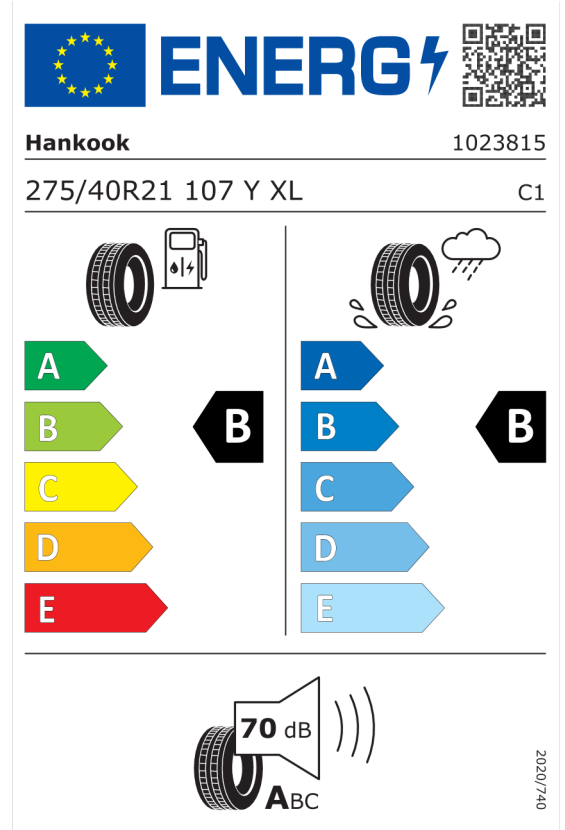 ENERG
Hankook 1023815
275/40R21 107 Y XL C1
A
B
C
D
E
B
A
B
C
D
E
B
70 dB
ABC
2020/740